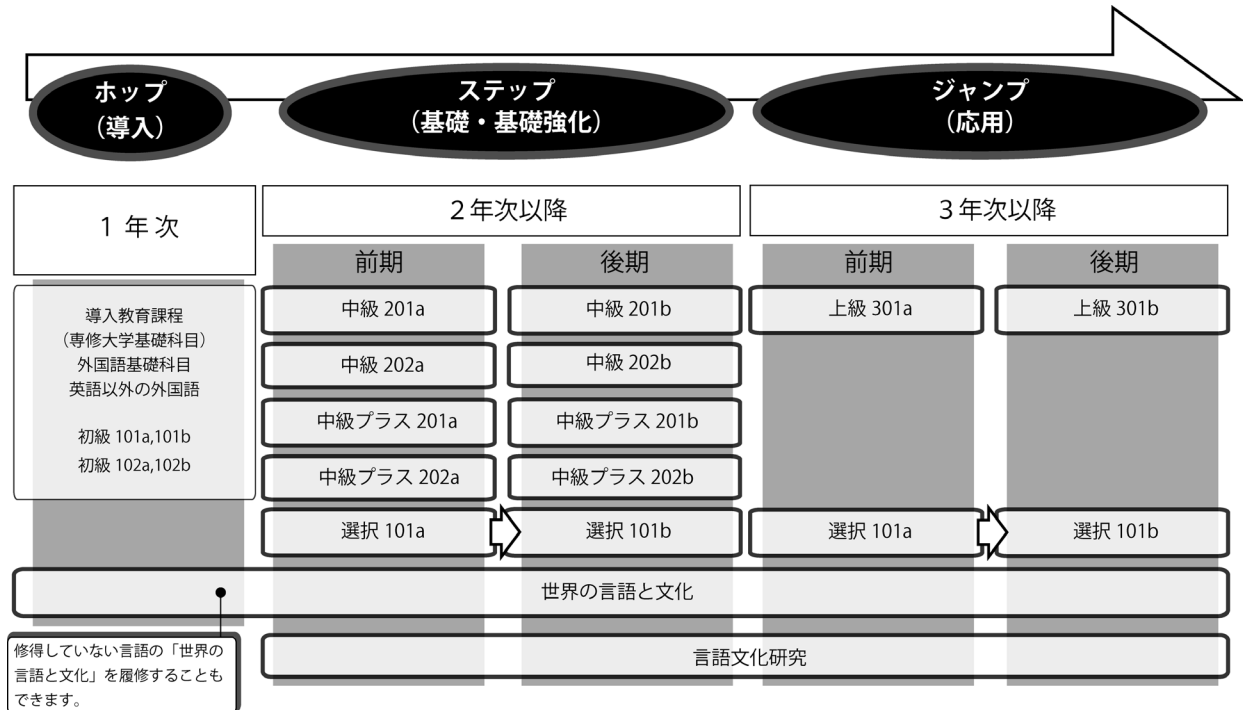 ホップ
（導入）
ステップ
（基礎・基礎強化）
ジャンプ
（応用）
１年次
２年次以降
３年次以降
前期
後期
前期
後期
導入教育課程
（専修大学基礎科目）
外国語基礎科目
英語以外の外国語
初級 101a,101b
初級 102a,102b
中級 201a
中級 201b
上級 301a
上級 301b
中級 202a
中級 202b
中級プラス 201a
中級プラス 201b
中級プラス 202a
中級プラス 202b
選択 101a
選択 101b
選択 101a
選択 101b
世界の言語と文化
言語文化研究
修得していない言語の「世界の
言語と文化」を履修することも
できます。